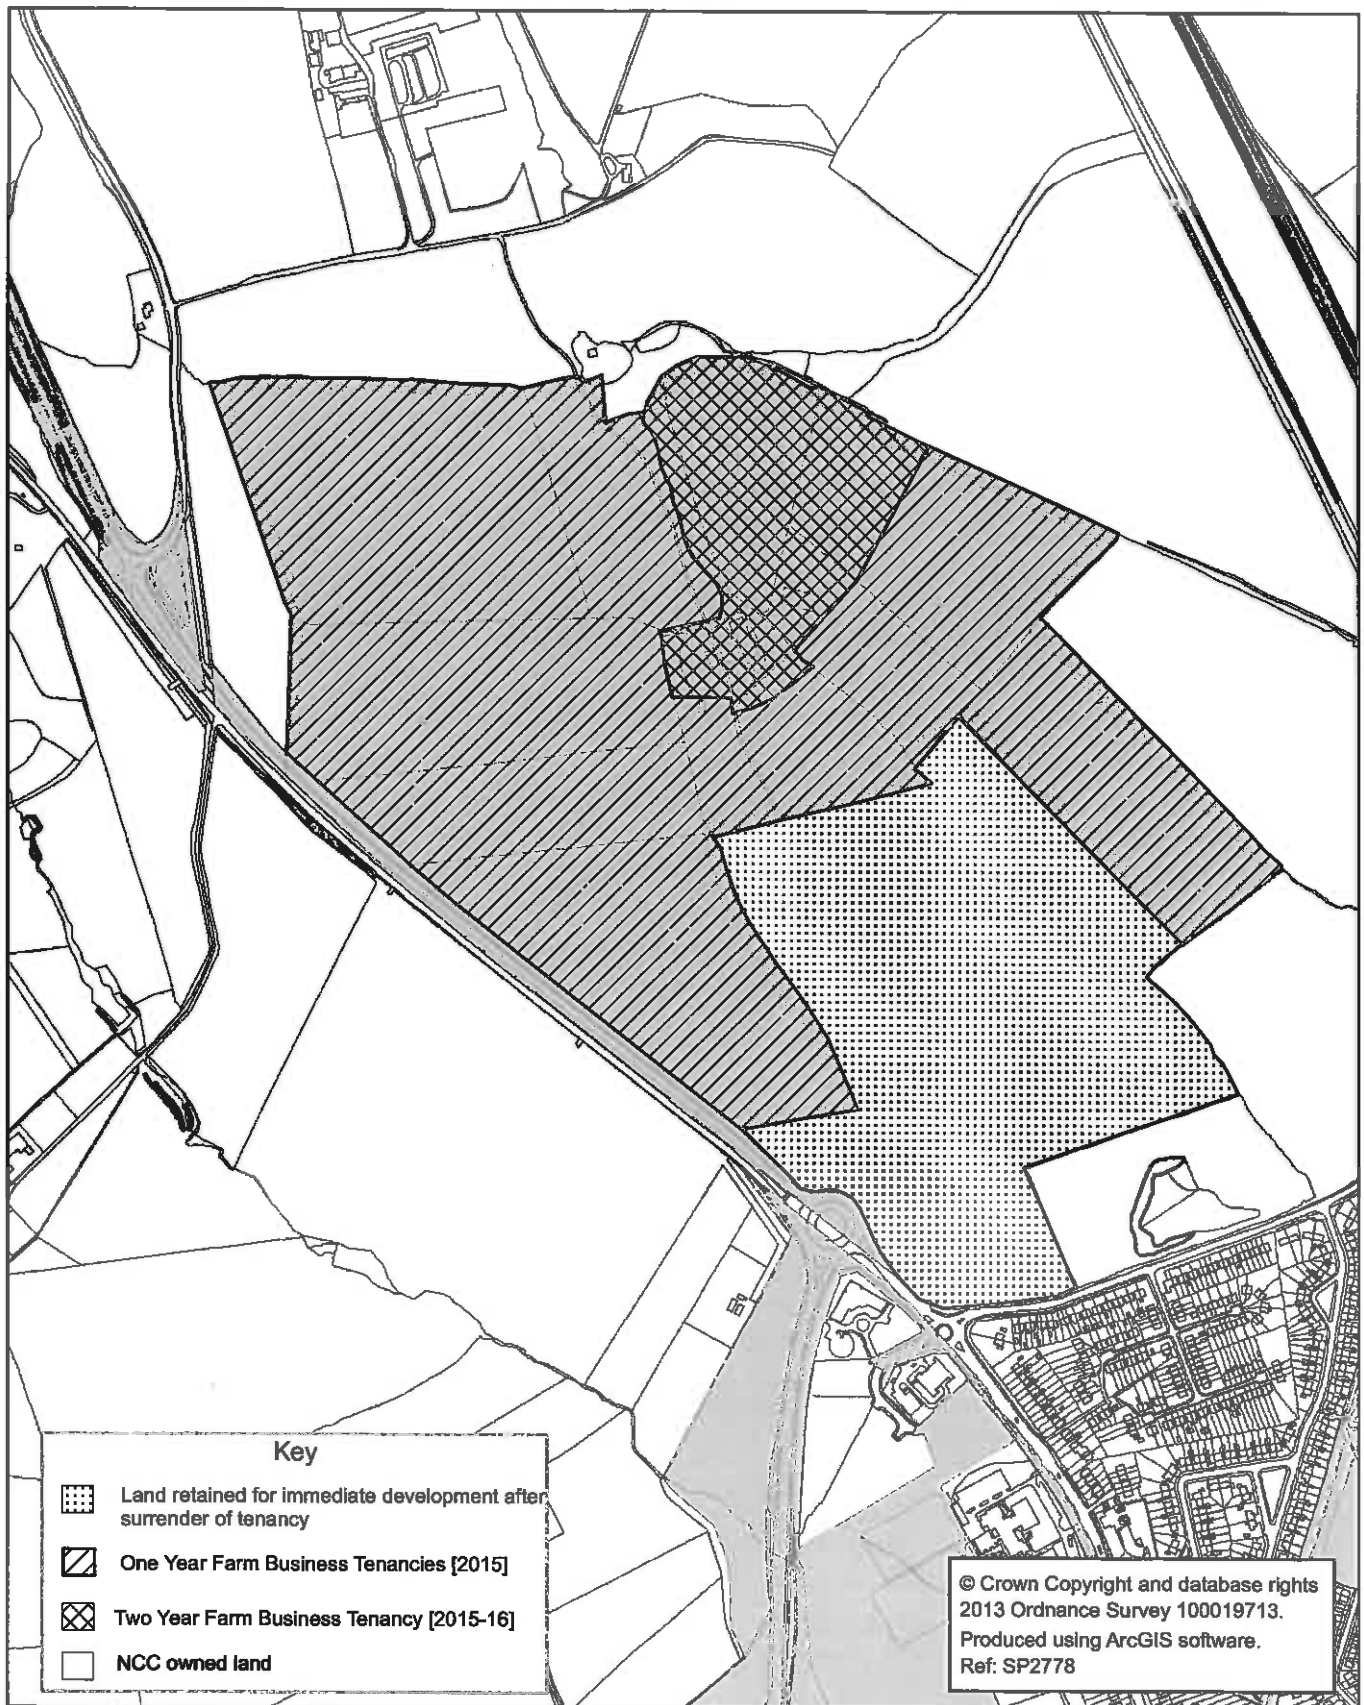 Key
Land retained for immediate development after
surrender of tenancy
One Year Farm Business Tenancies [2015]
Two Year Farm Business Tenancy [2015-16]
NCC owned land
© Crown Copyright and database rights
2013 Ordnance Survey 100019713.
Produced using ArcGIS software.
Ref: SP2778